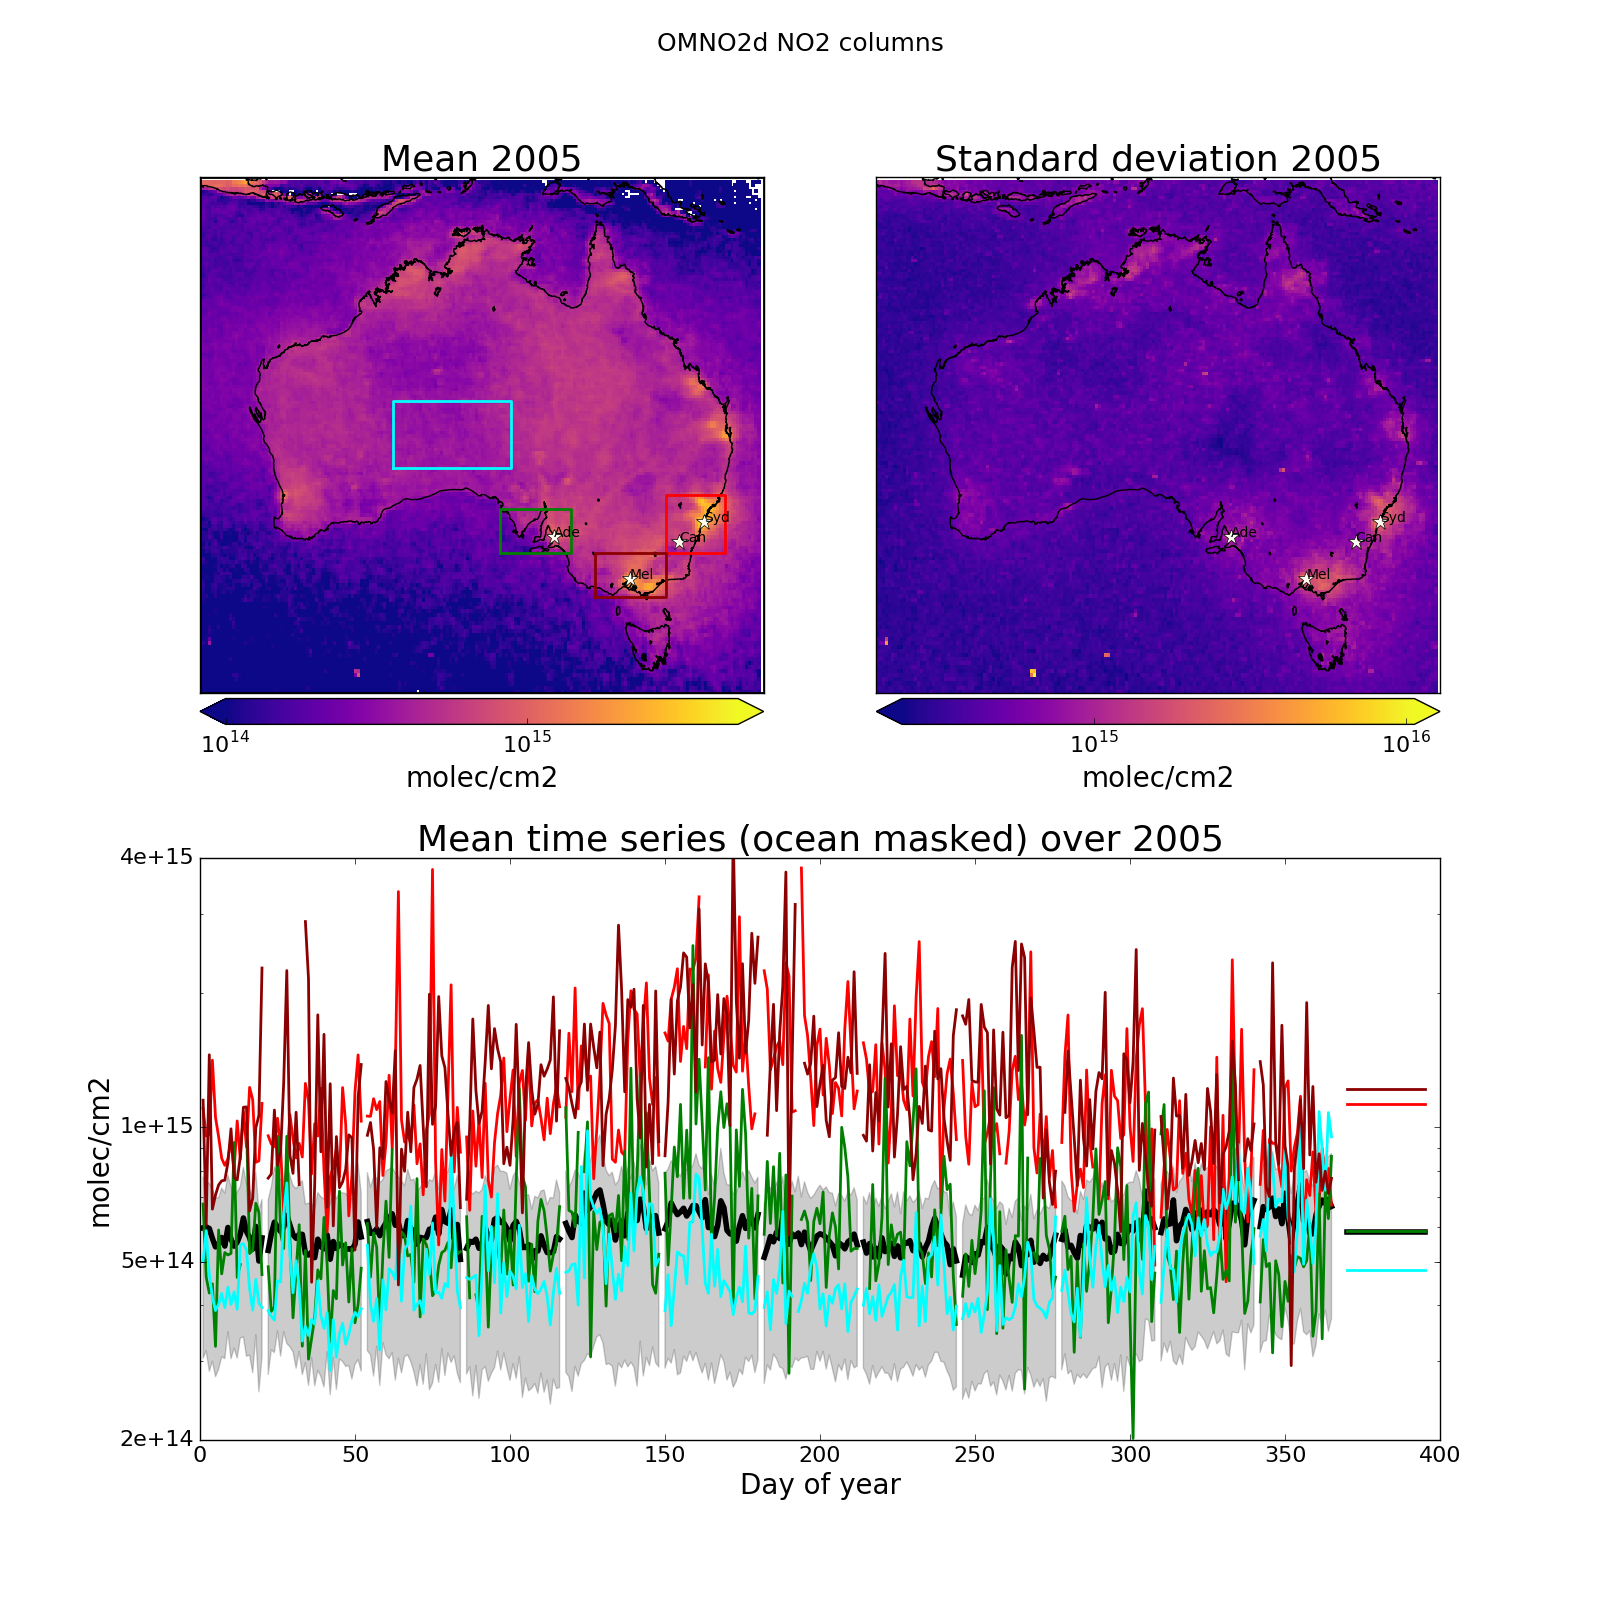 OMNO2d NO2 columns
Mean 2005
Standard deviation 2005
Ade
Syd
Can
Mel
Ade
Syd
Can
Mel
10^14
10^15
molec/cm2
10^15
10^16
molec/cm2
Mean time series (ocean masked) over 2005
4e+15
1e+15
5e+14
2e+14
molec/cm2
0 50 100 150 200 250 300 350 400
Day of year